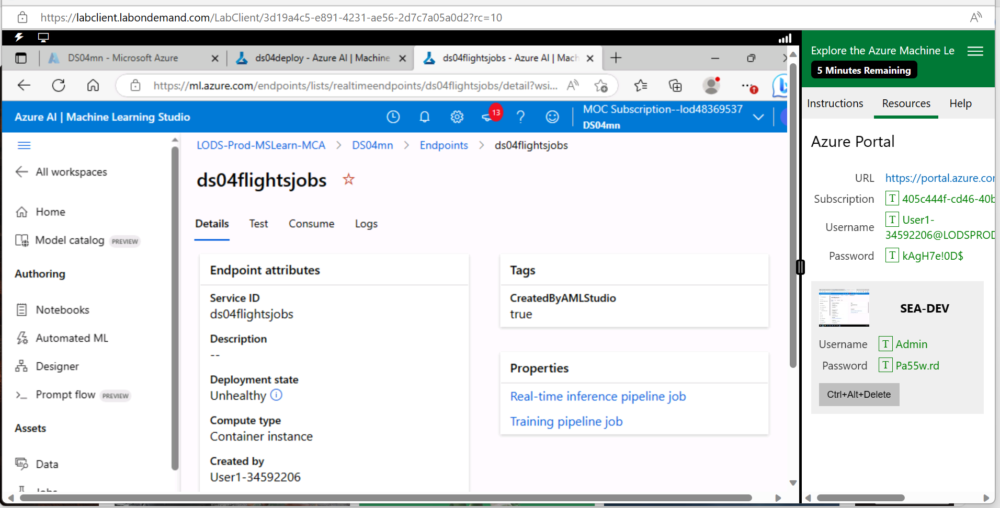 https://labclient.labondemand.com/LabClient/3d19a4c5-e891-4231-ae56-2d7c7a05a0d2?rc=10
DS04mn - Microsoft Azure
ds04deploy - Azure AI | Machine
ds04flightsjobs - Azure AI | Mach
https://ml.azure.com/endpoints/lists/realtimeendpoints/ds04flightsjobs/detail?wsi...
Azure AI | Machine Learning Studio
13
MOC Subscription--lod48369537
DS04mn
All workspaces
Home
Model catalog PREVIEW
Authoring
Notebooks
Automated ML
Designer
Prompt flow PREVIEW
Assets
Data
LODS-Prod-MSLearn-MCA > DS04mn > Endpoints > ds04flightsjobs
ds04flightsjobs
Details Test Consume Logs
Endpoint attributes
Service ID
ds04flightsjobs
Description
--
Deployment state
Unhealthy
Compute type
Container instance
Created by
User1-34592206
Tags
CreatedByAMLStudio
true
Properties
Real-time inference pipeline job
Training pipeline job
Explore the Azure Machine Le
5 Minutes Remaining
Instructions Resources Help
Azure Portal
URL https://portal.azure.co
Subscription T 405c444f-cd46-40b
Username T User1-
34592206@LODSPROD
Password T kAgH7e!0D$
SEA-DEV
Username T Admin
Password T Pa55w.rd
Ctrl+Alt+Delete